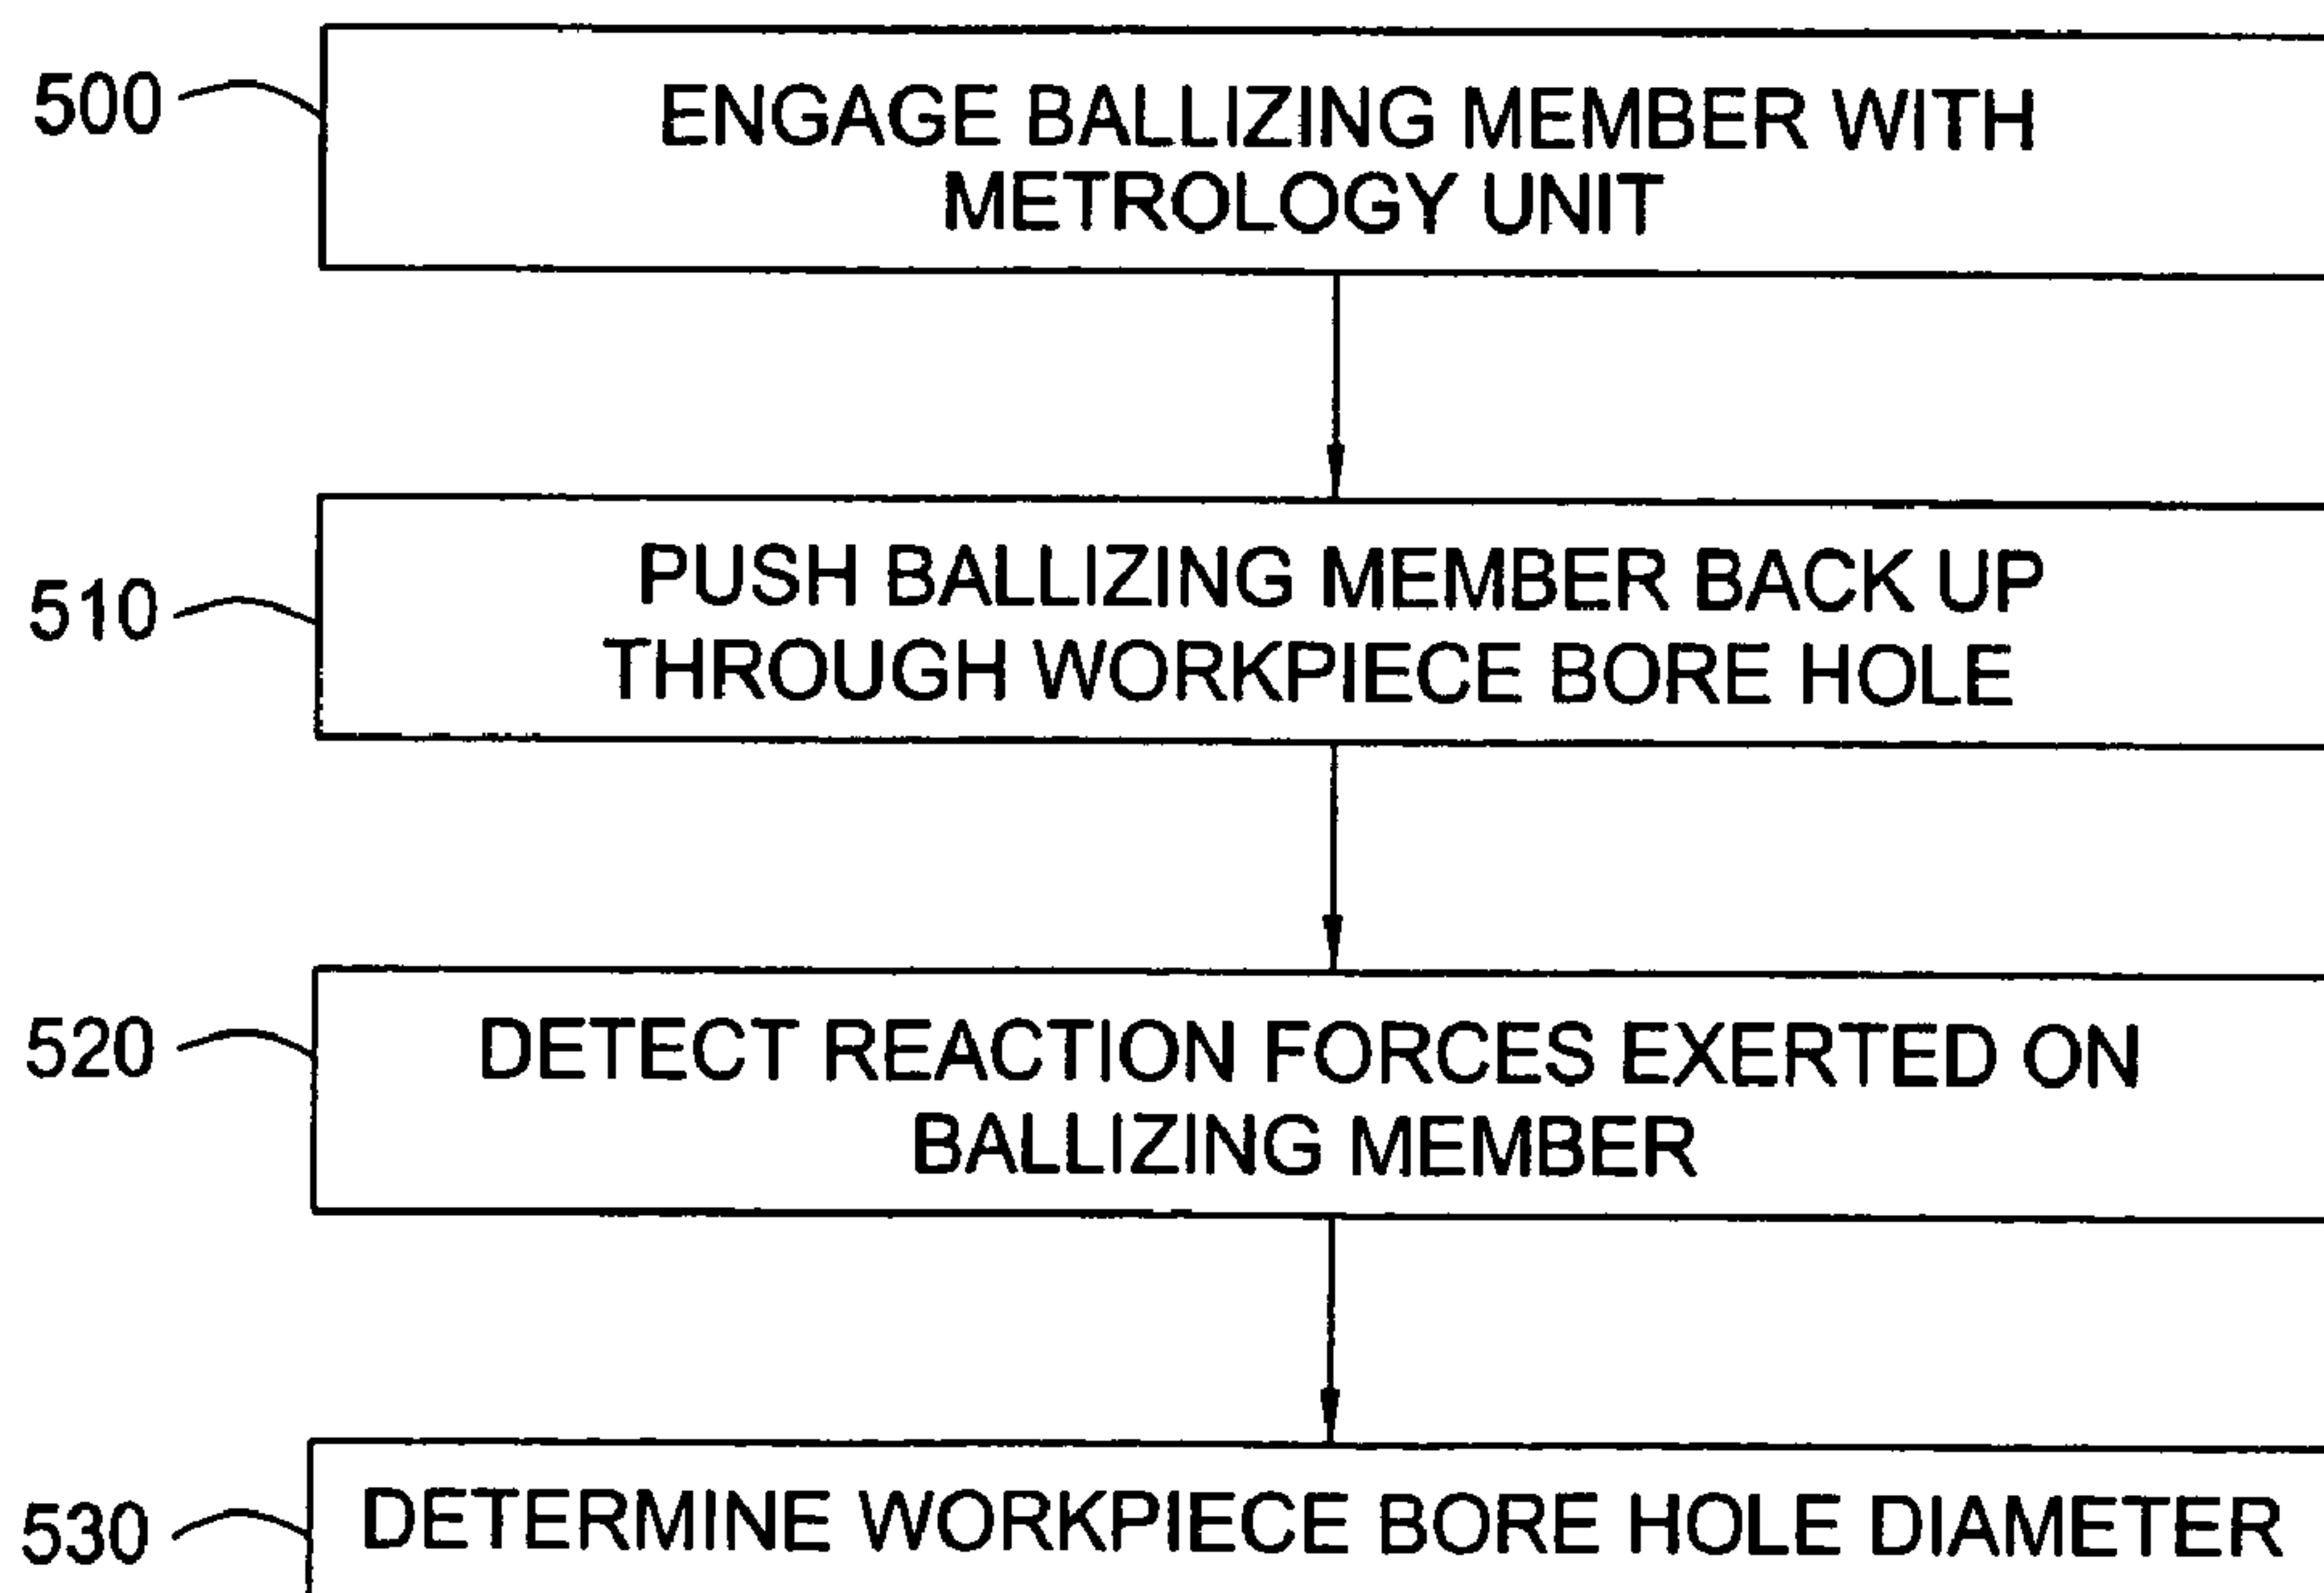 500
ENGAGE BALLIZING MEMBER WITH
METROLOGY UNIT
510
PUSH BALLIZING MEMBER BACK UP
THROUGH WORKPIECE BORE HOLE
520
DETECT REACTION FORCES EXERTED ON
BALLIZING MEMBER
530
DETERMINE WORKPIECE BORE HOLE DIAMETER